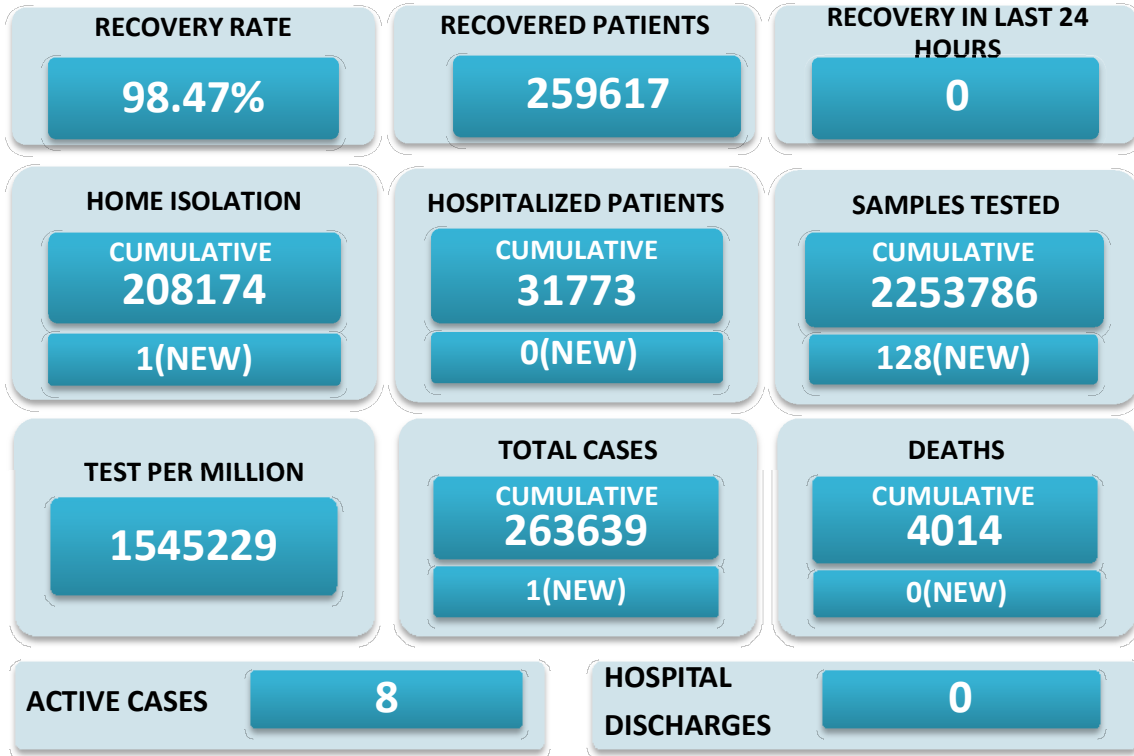 RECOVERY RATE
98.47%
RECOVERED PATIENTS
259617
RECOVERY IN LAST 24
HOURS
0
HOME ISOLATION
CUMULATIVE
208174
1(NEW)
HOSPITALIZED PATIENTS
CUMULATIVE
31773
0(NEW)
SAMPLES TESTED
CUMULATIVE
2253786
128(NEW)
TEST PER MILLION
1545229
TOTAL CASES
CUMULATIVE
263639
1(NEW)
DEATHS
CUMULATIVE
4014
0(NEW)
ACTIVE CASES
8
HOSPITAL
DISCHARGES
0